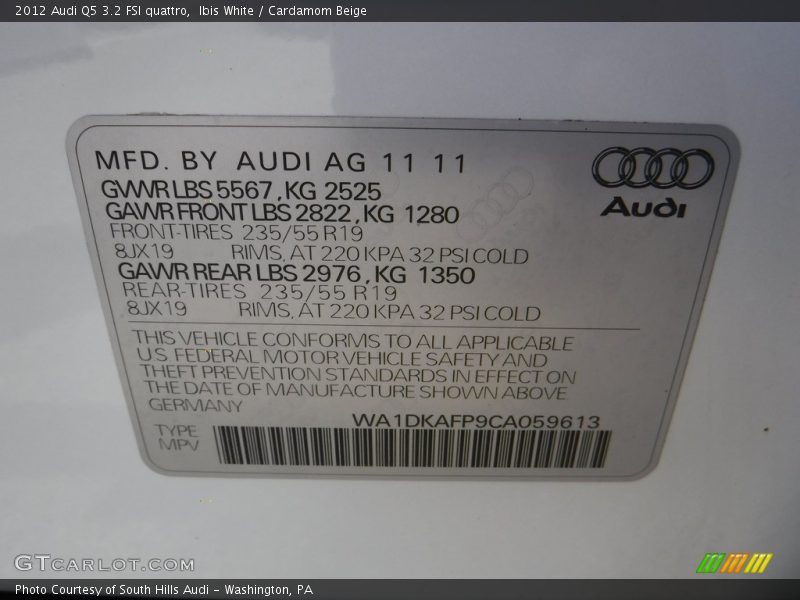 2012 Audi Q5 3.2 FSI quattro,  Ibis White / Cardamom Beige
MFD. BY AUDI AG 11 11
GWWR LBS 5567, KG 2525
GAWR FRONT LBS 2822, KG 1280
FRONT-TIRES 235/55 R19
8JX19 RIMS, AT 220 KPA 32 PSI COLD
GAWR REAR LBS 2976, KG 1350
REAR-TIRES 235/55 R19
8JX19 RIMS, AT 220 KPA 32 PSI COLD
Audi
THIS VEHICLE CONFORMS TO ALL APPLICABLE
U.S. FEDERAL MOTOR VEHICLE SAFETY AND
THEFT PREVENTION STANDARDS IN EFFECT ON
THE DATE OF MANUFACTURE SHOWN ABOVE
GERMANY
WA1DKAFP9CA059613
TYPE
MPV
GTCARLOT.COM
Photo Courtesy of South Hills Audi - Washington, PA